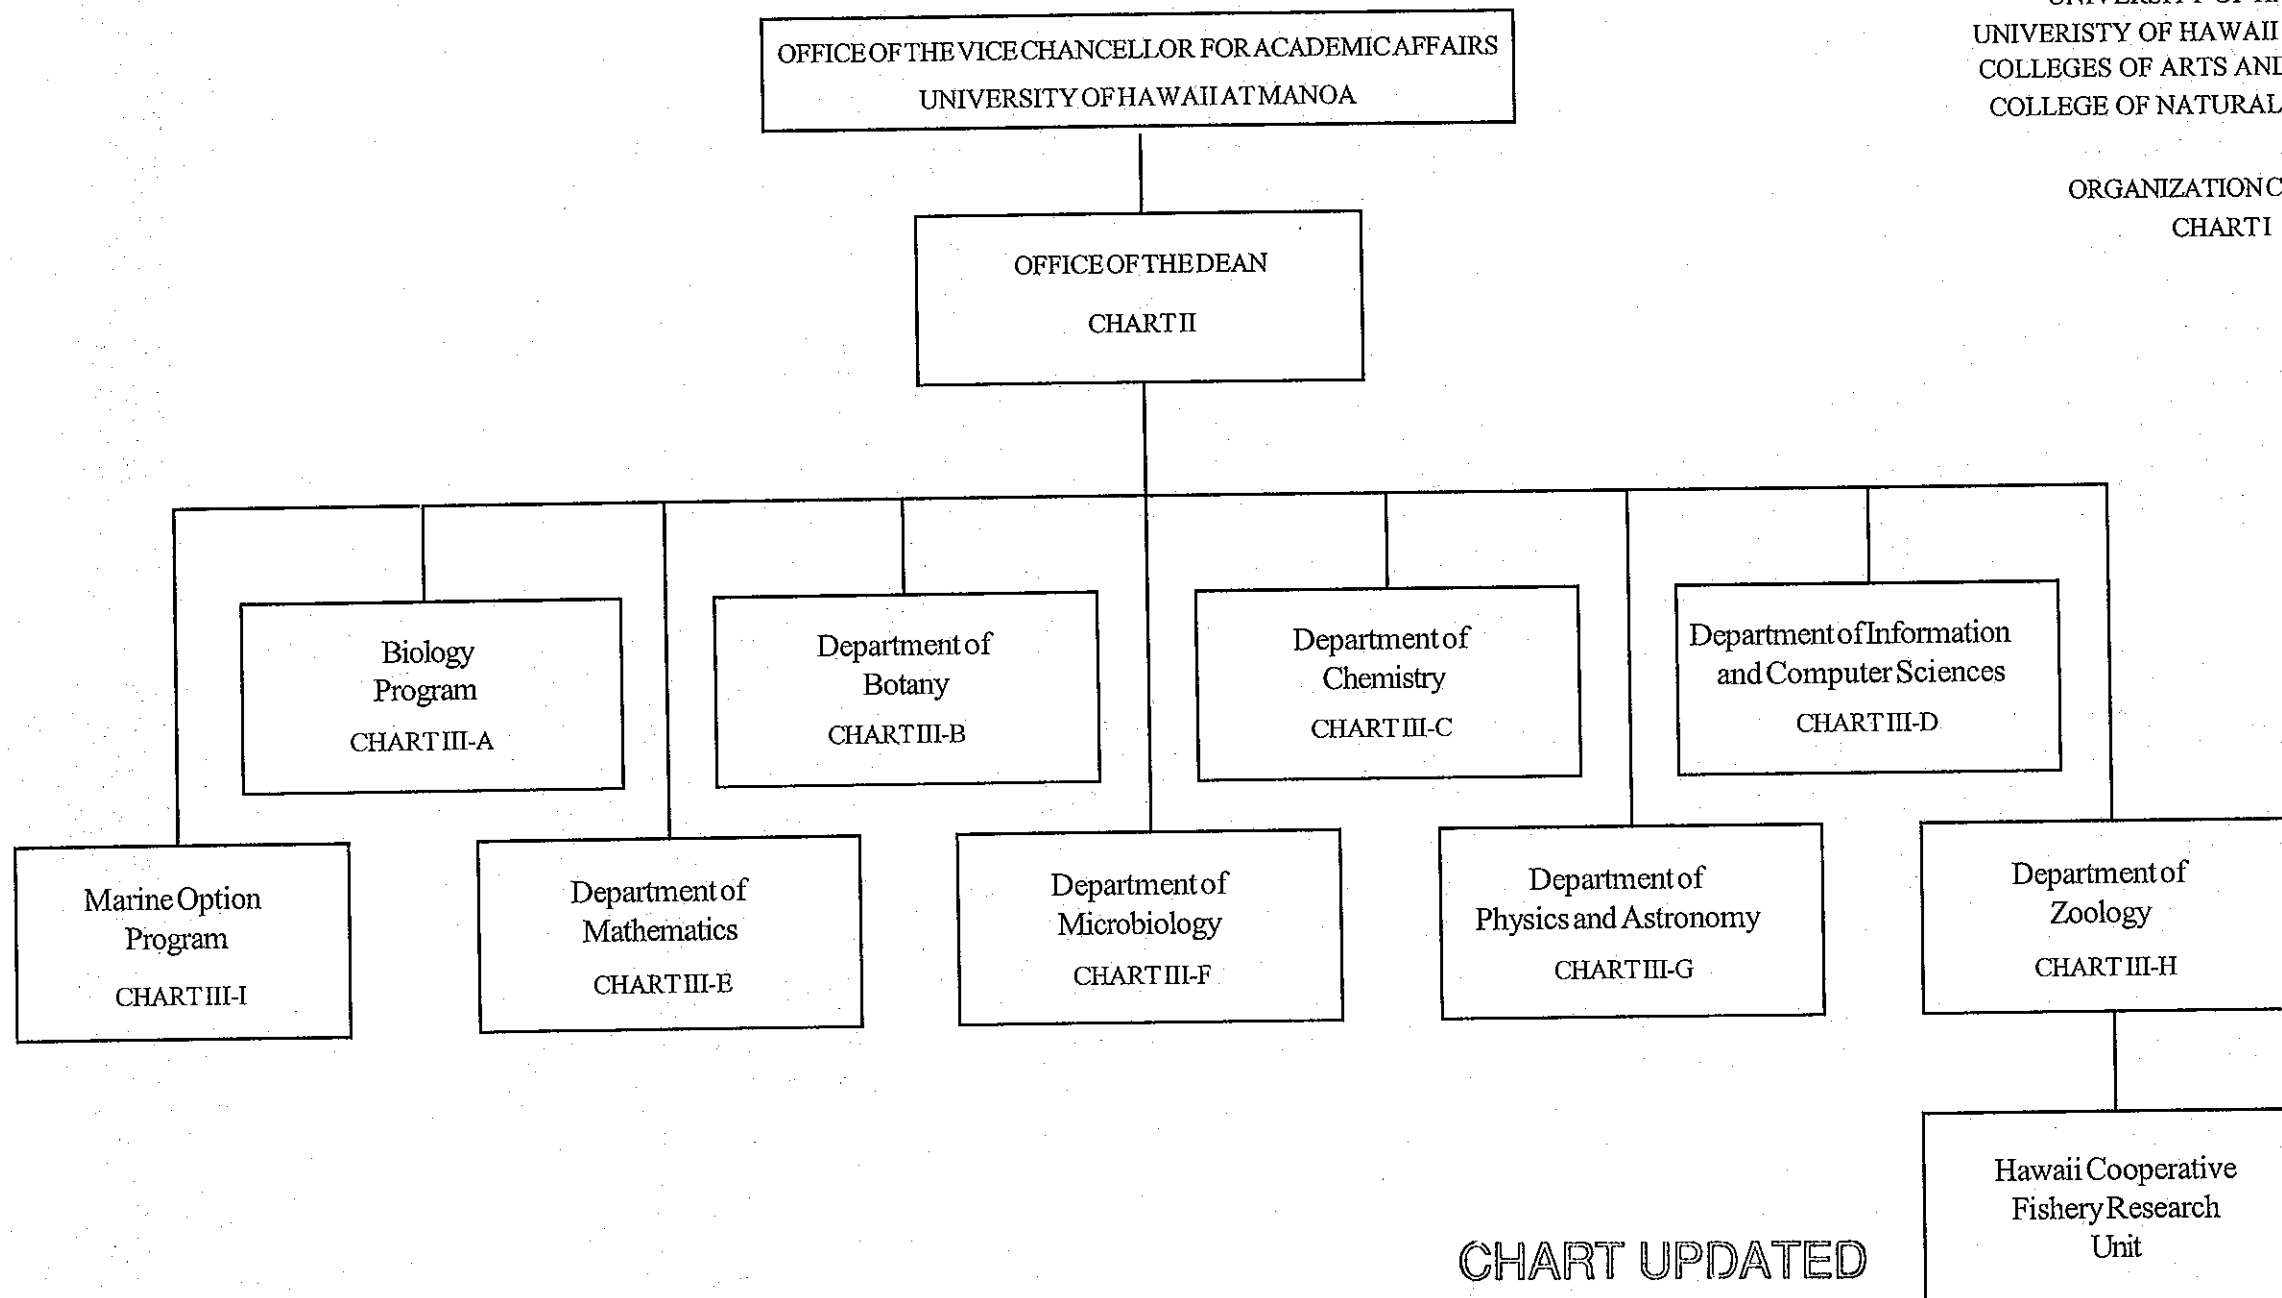 OFFICE OF THE VICE CHANCELLOR FOR ACADEMIC AFFAIRS
UNIVERSITY OF HAWAII AT MANOA
UNIVERISTY OF HAWAII
COLLEGES OF ARTS AND
COLLEGE OF NATURAL
ORGANIZATION C
CHART I
OFFICE OF THE DEAN
CHART II
Biology
Program
CHART III-A
Department of
Botany
CHART III-B
Department of
Chemistry
CHART III-C
Department of Information
and Computer Sciences
CHART III-D
Marine Option
Program
CHART III-I
Department of
Mathematics
CHART III-E
Department of
Microbiology
CHART III-F
Department of
Physics and Astronomy
CHART III-G
Department of
Zoology
CHART III-H
Hawaii Cooperative
Fishery Research
Unit
CHART UPDATED